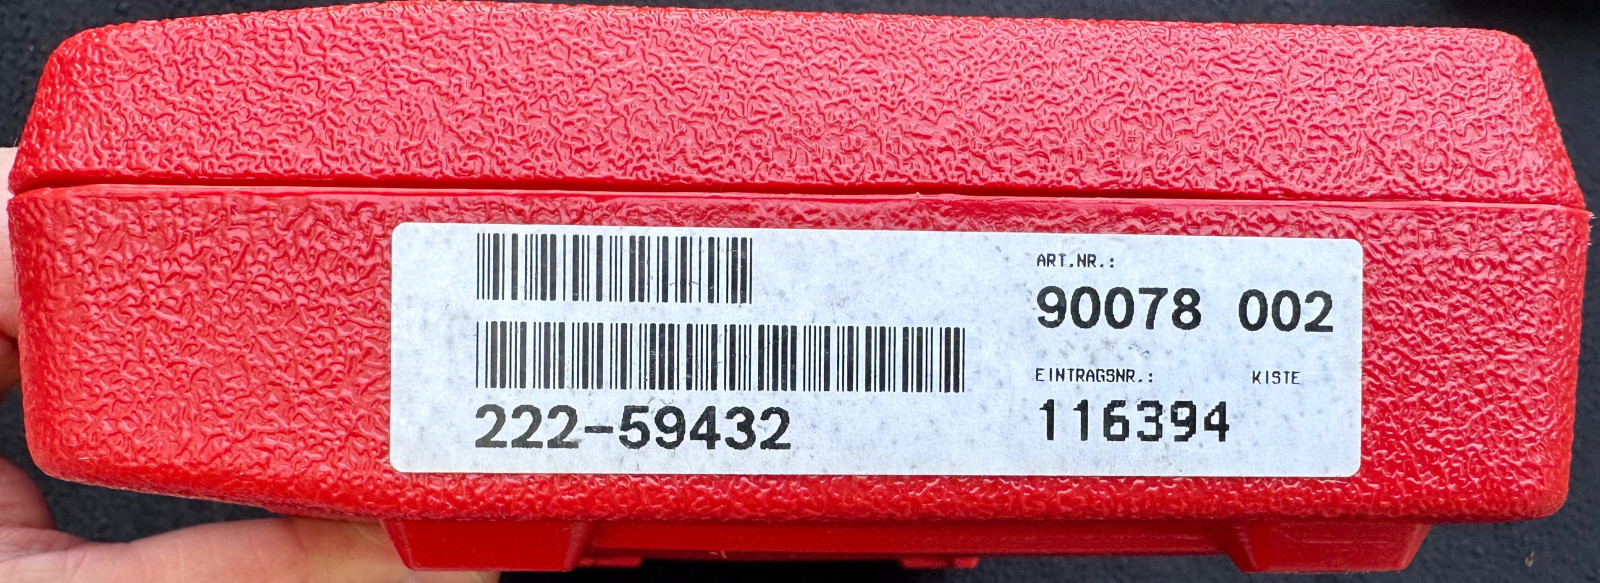 ART.NR.:
90078 002
EINTRAGSNR.: KISTE
116394
222-59432